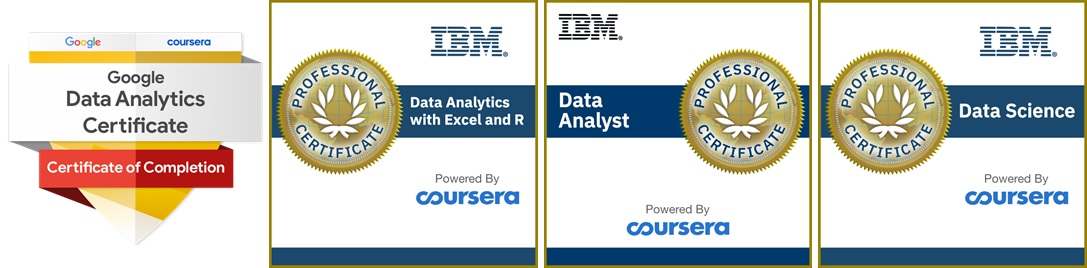 Google
coursera
Google
Data Analytics
Certificate
Certificate of Completion
IBM®
PROFESSIONAL
CERTIFICATE
Data Analytics
with Excel and R
Powered By
coursera
IBM®
Data
Analyst
PROFESSIONAL
CERTIFICATE
Powered By
coursera
IBM®
PROFESSIONAL
CERTIFICATE
Data Science
Powered By
coursera